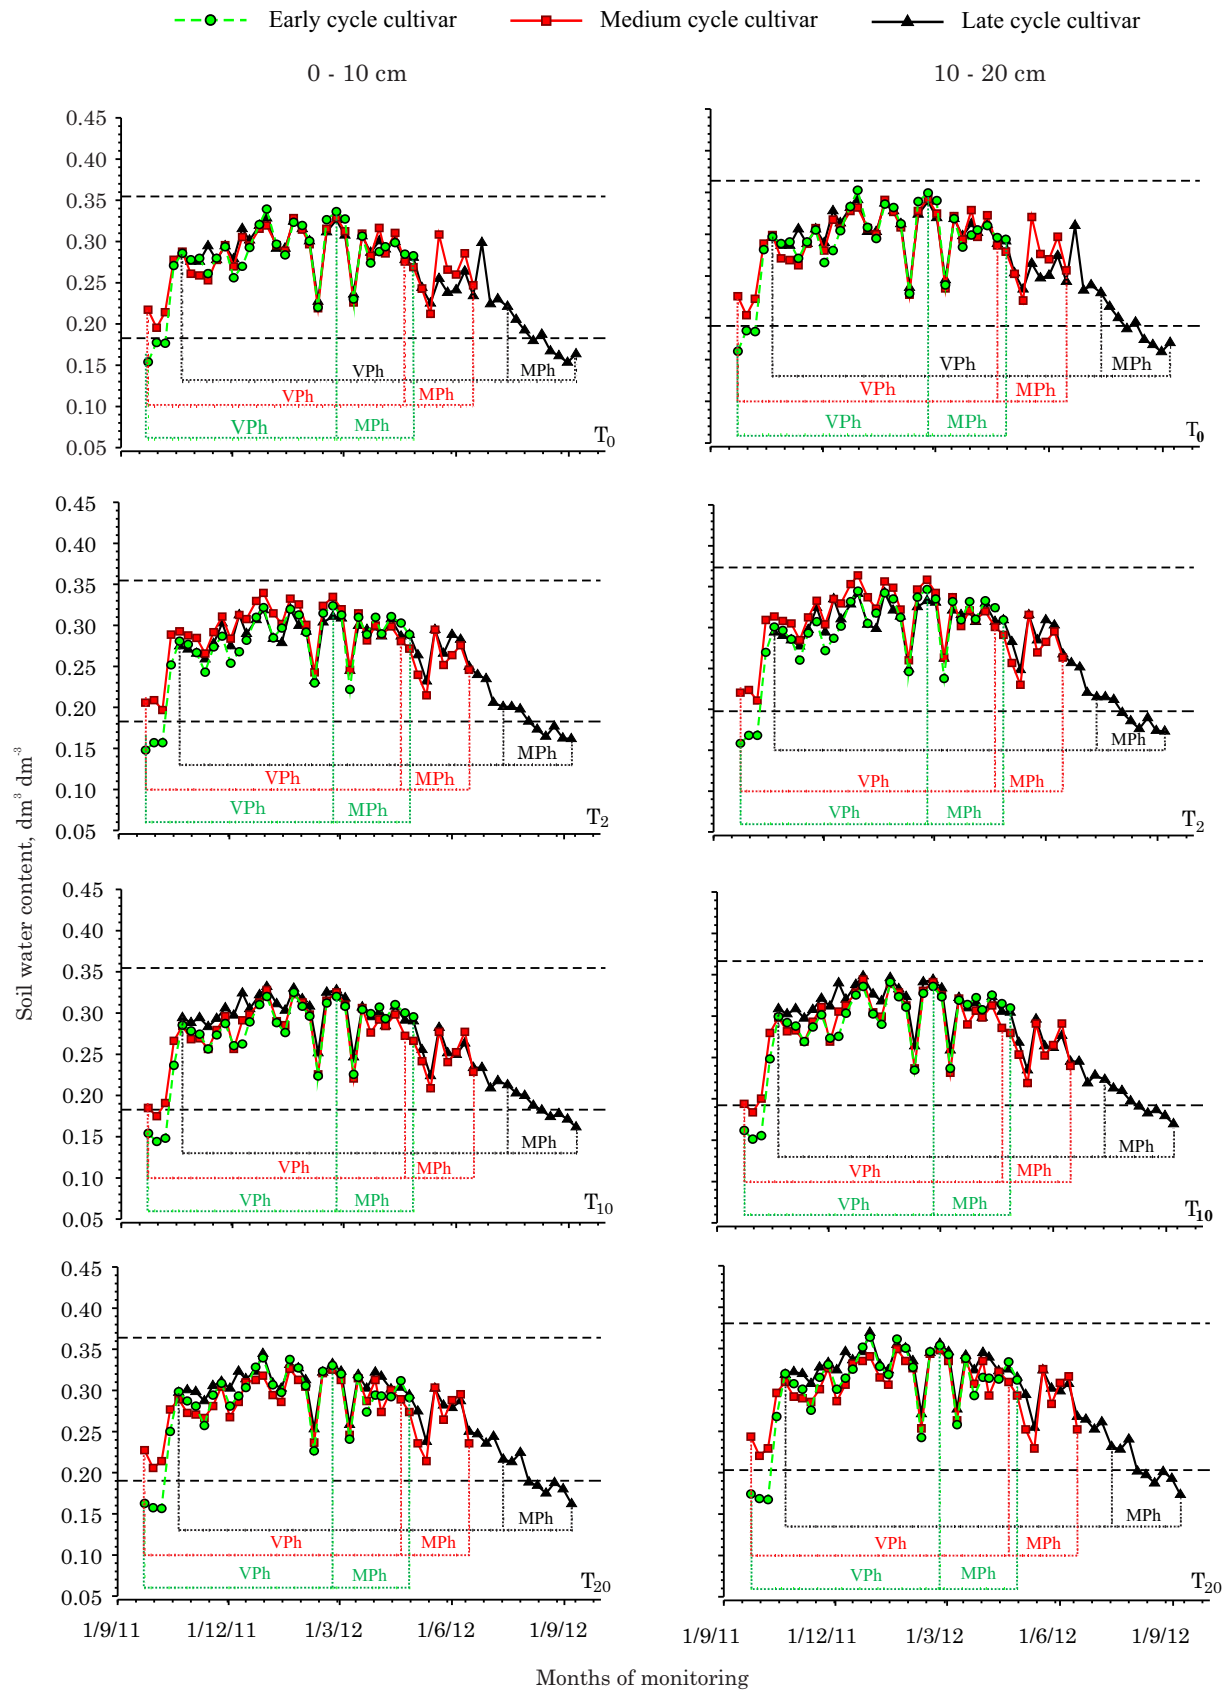 Early cycle cultivar Medium cycle cultivar Late cycle cultivar
0 - 10 cm 10 - 20 cm
0.45
0.40
0.35
0.30
0.25
0.20
0.15
0.10
0.05
VPh MPh
VPh MPh
VPh MPh
T0
VPh MPh
VPh MPh
VPh MPh
T0
0.45
0.40
0.35
0.30
0.25
0.20
0.15
0.10
0.05
MPh
VPh MPh
VPh MPh
T2
MPh
VPh MPh
VPh MPh
T2
Soil water content, dm³ dm⁻³
0.45
0.40
0.35
0.30
0.25
0.20
0.15
0.10
0.05
MPh
VPh MPh
VPh MPh
T10
MPh
VPh MPh
VPh MPh
T10
0.45
0.40
0.35
0.30
0.25
0.20
0.15
0.10
0.05
MPh
VPh MPh
VPh MPh
T20
MPh
VPh MPh
VPh MPh
T20
1/9/11 1/12/11 1/3/12 1/6/12 1/9/12
1/9/11 1/12/11 1/3/12 1/6/12 1/9/12
Months of monitoring